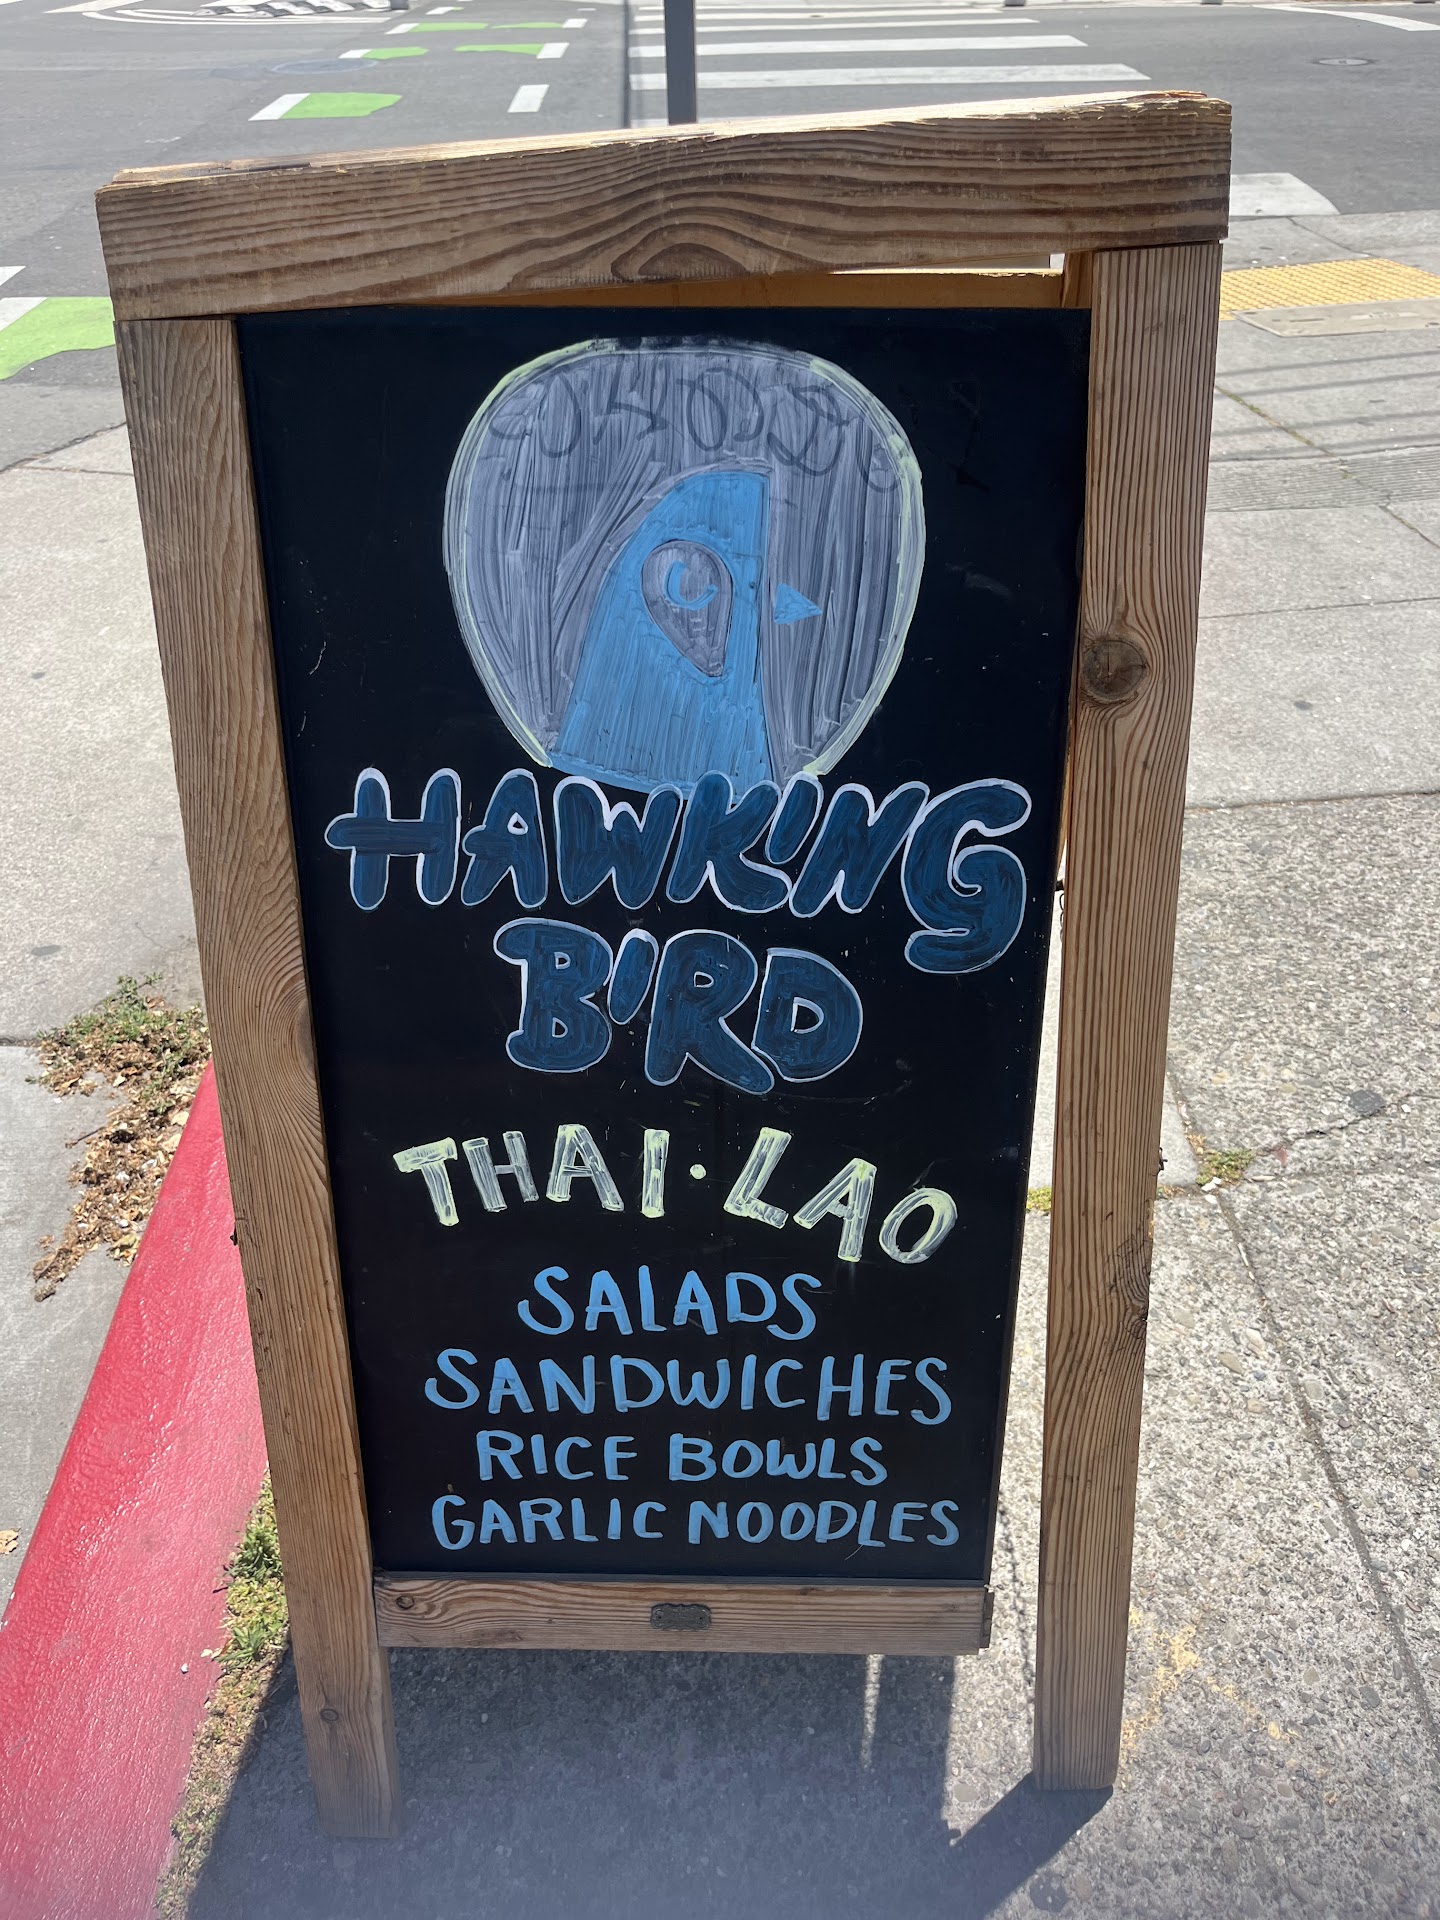 HAWKING
BIRD
THAI·LAO
SALADS
SANDWICHES
RICE BOWLS
GARLIC NOODLES